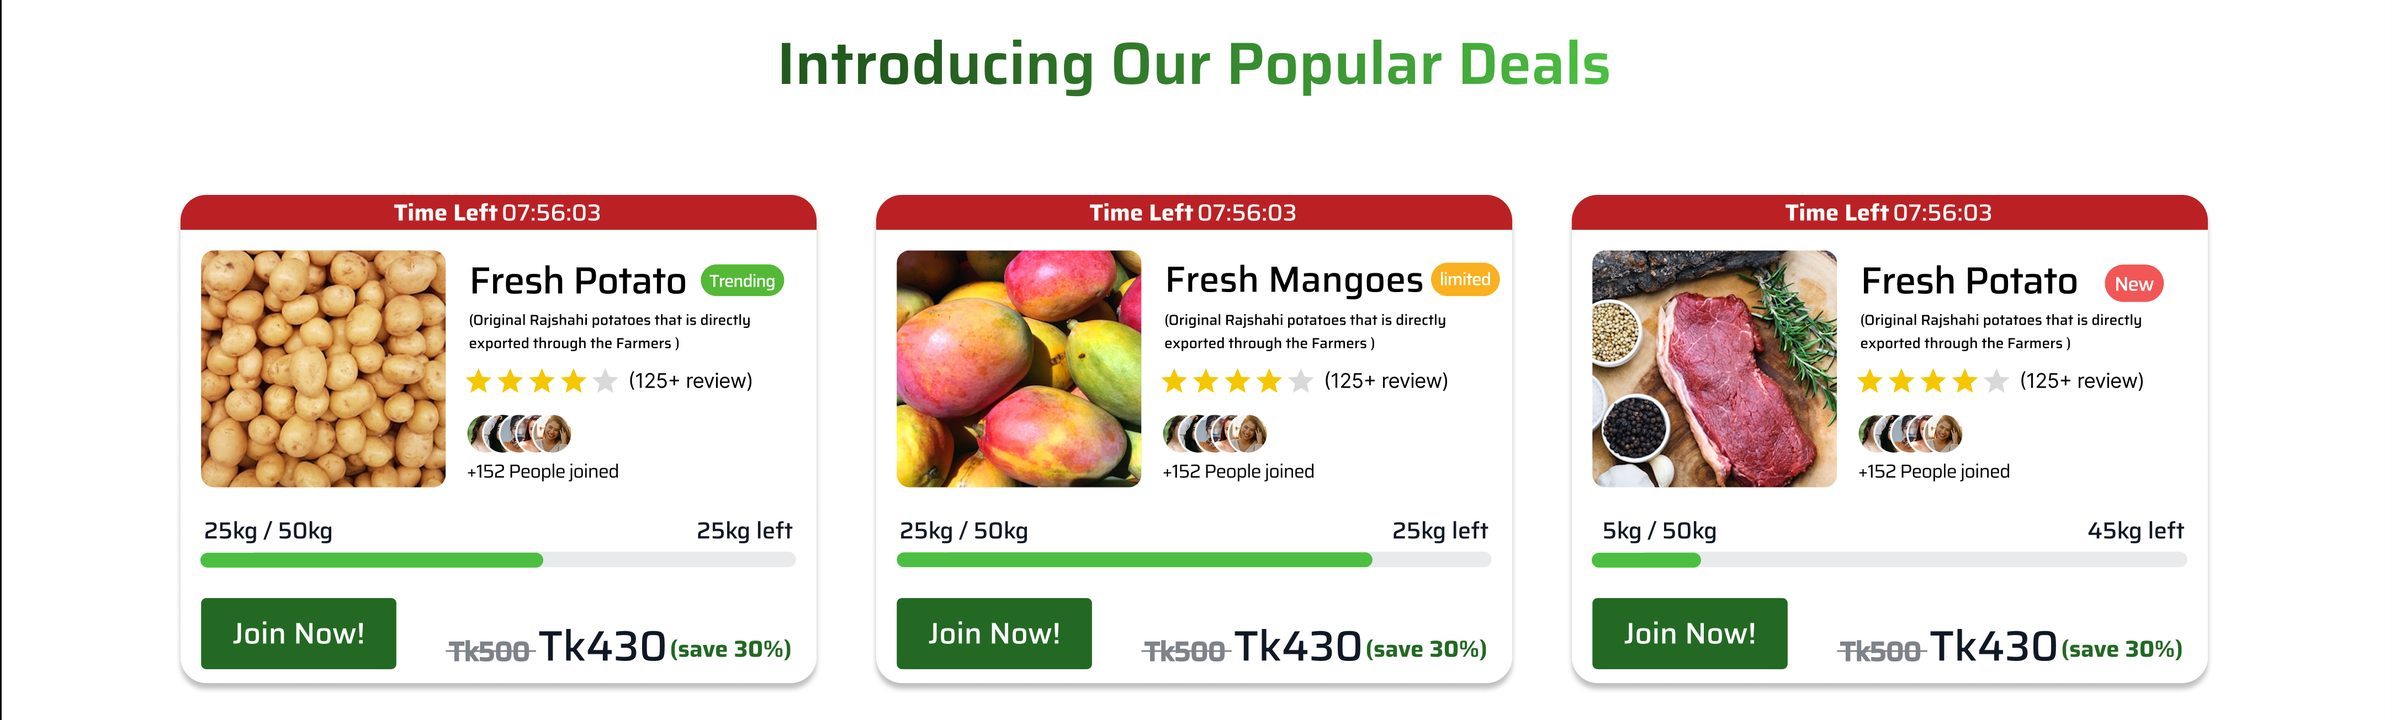 Introducing Our Popular Deals
Time Left 07:56:03
Fresh Potato Trending
(Original Rajshahi potatoes that is directly
exported through the Farmers )
(125+ review)
+152 People joined
25kg / 50kg 25kg left
Join Now! Tk500 Tk430 (save 30%)
Time Left 07:56:03
Fresh Mangoes limited
(Original Rajshahi potatoes that is directly
exported through the Farmers )
(125+ review)
+152 People joined
25kg / 50kg 25kg left
Join Now! Tk500 Tk430 (save 30%)
Time Left 07:56:03
Fresh Potato New
(Original Rajshahi potatoes that is directly
exported through the Farmers )
(125+ review)
+152 People joined
5kg / 50kg 45kg left
Join Now! Tk500 Tk430 (save 30%)